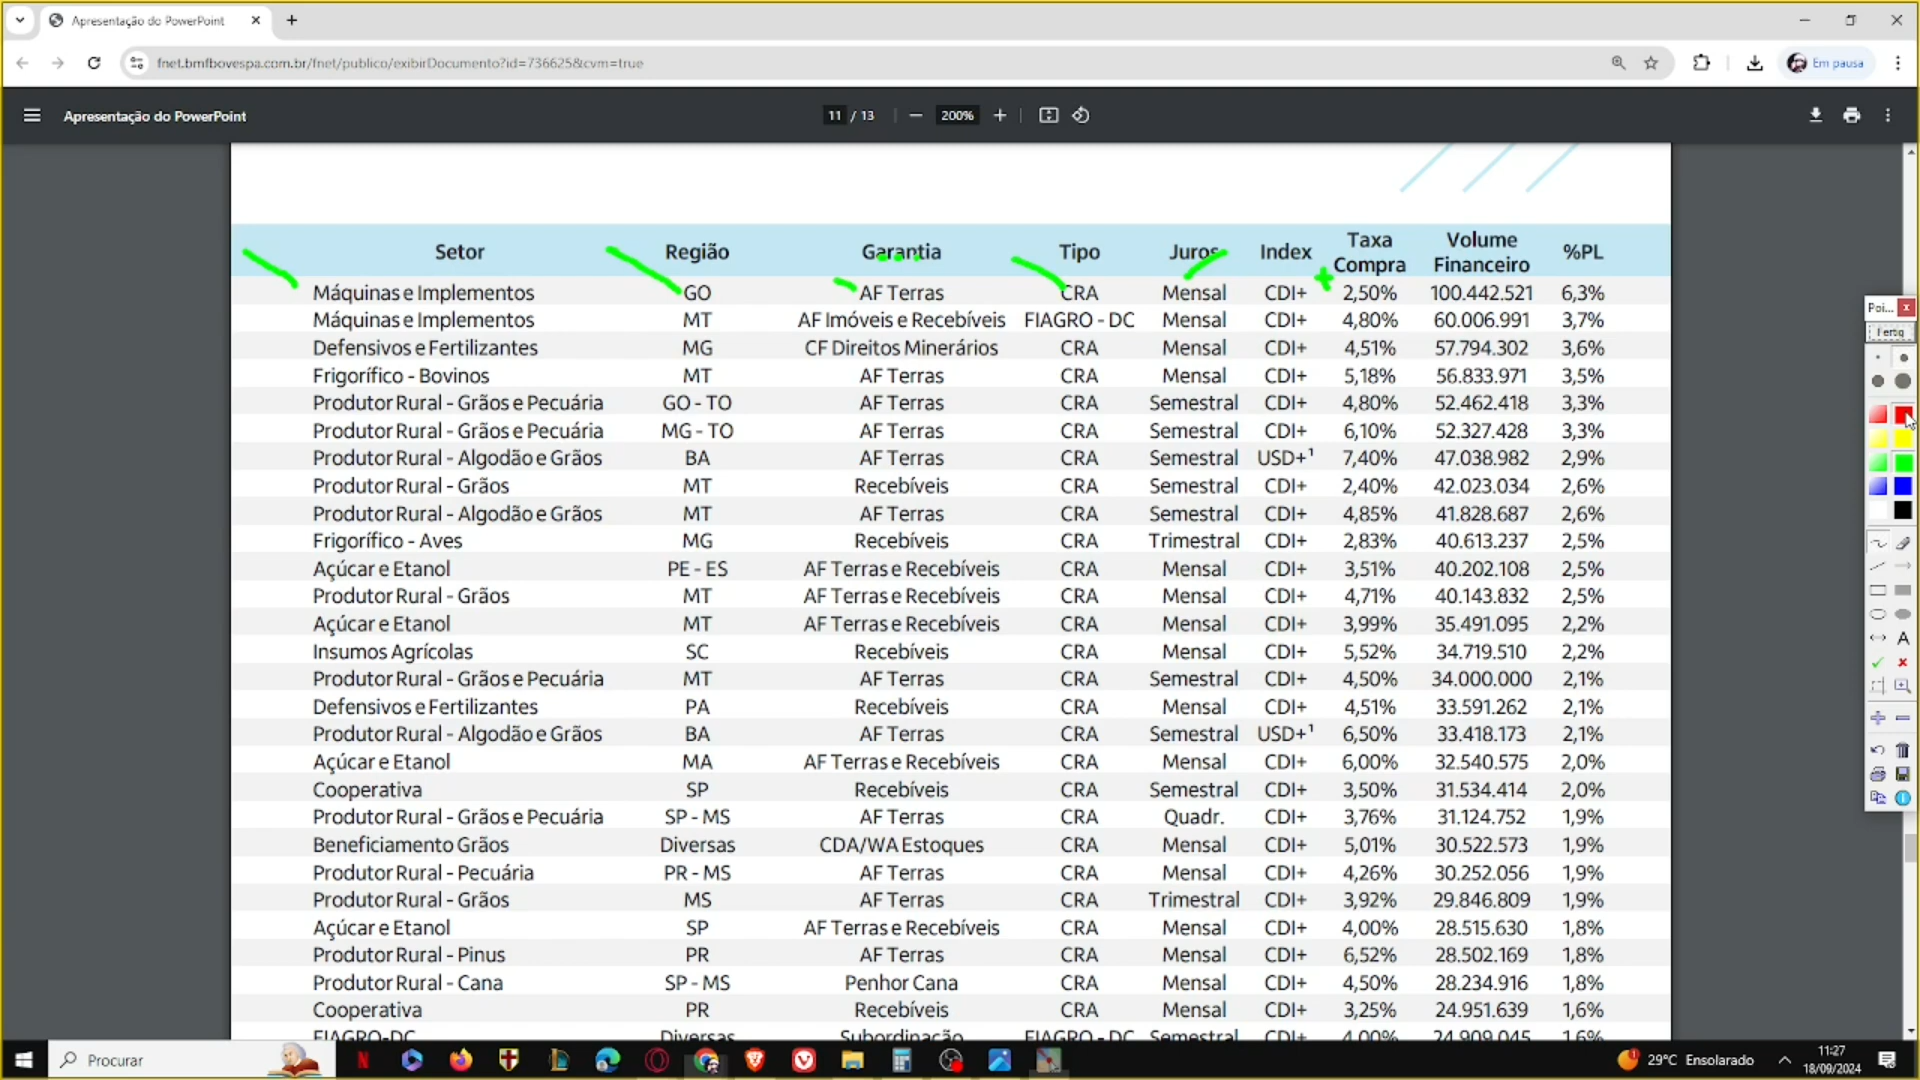 Apresentação do PowerPoint
fnet.bmfbovespa.com.br/fnet/publico/exibirDocumento?id=736625&cvm=true
Em pausa
Apresentação do PowerPoint
11 / 13
200%
Setor Região Garantia Tipo Juros Index Taxa Compra Volume Financeiro %PL
Máquinas e Implementos GO AF Terras CRA Mensal CDI+ 2,50% 100.442.521 6,3%
Máquinas e Implementos MT AF Imóveis e Recebíveis FIAGRO - DC Mensal CDI+ 4,80% 60.006.991 3,7%
Defensivos e Fertilizantes MG CF Direitos Minerários CRA Mensal CDI+ 4,51% 57.794.302 3,6%
Frigorífico - Bovinos MT AF Terras CRA Mensal CDI+ 5,18% 56.833.971 3,5%
Produtor Rural - Grãos e Pecuária GO - TO AF Terras CRA Semestral CDI+ 4,80% 52.462.418 3,3%
Produtor Rural - Grãos e Pecuária MG - TO AF Terras CRA Semestral CDI+ 6,10% 52.327.428 3,3%
Produtor Rural - Algodão e Grãos BA AF Terras CRA Semestral USD+¹ 7,40% 47.038.982 2,9%
Produtor Rural - Grãos MT Recebíveis CRA Semestral CDI+ 2,40% 42.023.034 2,6%
Produtor Rural - Algodão e Grãos MT AF Terras CRA Semestral CDI+ 4,85% 41.828.687 2,6%
Frigorífico - Aves MG Recebíveis CRA Trimestral CDI+ 2,83% 40.613.237 2,5%
Açúcar e Etanol PE - ES AF Terras e Recebíveis CRA Mensal CDI+ 3,51% 40.202.108 2,5%
Produtor Rural - Grãos MT AF Terras e Recebíveis CRA Mensal CDI+ 4,71% 40.143.832 2,5%
Açúcar e Etanol MT AF Terras e Recebíveis CRA Mensal CDI+ 3,99% 35.491.095 2,2%
Insumos Agrícolas SC Recebíveis CRA Mensal CDI+ 5,52% 34.719.510 2,2%
Produtor Rural - Grãos e Pecuária MT AF Terras CRA Semestral CDI+ 4,50% 34.000.000 2,1%
Defensivos e Fertilizantes PA Recebíveis CRA Mensal CDI+ 4,51% 33.591.262 2,1%
Produtor Rural - Algodão e Grãos BA AF Terras CRA Semestral USD+¹ 6,50% 33.418.173 2,1%
Açúcar e Etanol MA AF Terras e Recebíveis CRA Mensal CDI+ 6,00% 32.540.575 2,0%
Cooperativa SP Recebíveis CRA Semestral CDI+ 3,50% 31.534.414 2,0%
Produtor Rural - Grãos e Pecuária SP - MS AF Terras CRA Quadr. CDI+ 3,76% 31.124.752 1,9%
Beneficiamento Grãos Diversas CDA/WA Estoques CRA Mensal CDI+ 5,01% 30.522.573 1,9%
Produtor Rural - Pecuária PR - MS AF Terras CRA Mensal CDI+ 4,26% 30.252.056 1,9%
Produtor Rural - Grãos MS AF Terras CRA Trimestral CDI+ 3,92% 29.846.809 1,9%
Açúcar e Etanol SP AF Terras e Recebíveis CRA Mensal CDI+ 4,00% 28.515.630 1,8%
Produtor Rural - Pinus PR AF Terras CRA Mensal CDI+ 6,52% 28.502.169 1,8%
Produtor Rural - Cana SP - MS Penhor Cana CRA Mensal CDI+ 4,50% 28.234.916 1,8%
Cooperativa PR Recebíveis CRA Mensal CDI+ 3,25% 24.951.639 1,6%
FIAGRO-DC Diversas Subordinação FIAGRO - DC Semestral CDI+ 4,00% 24.909.045 1,6%
Poi...
Fertig
A
Procurar
29°C Ensolarado
11:27
18/09/2024